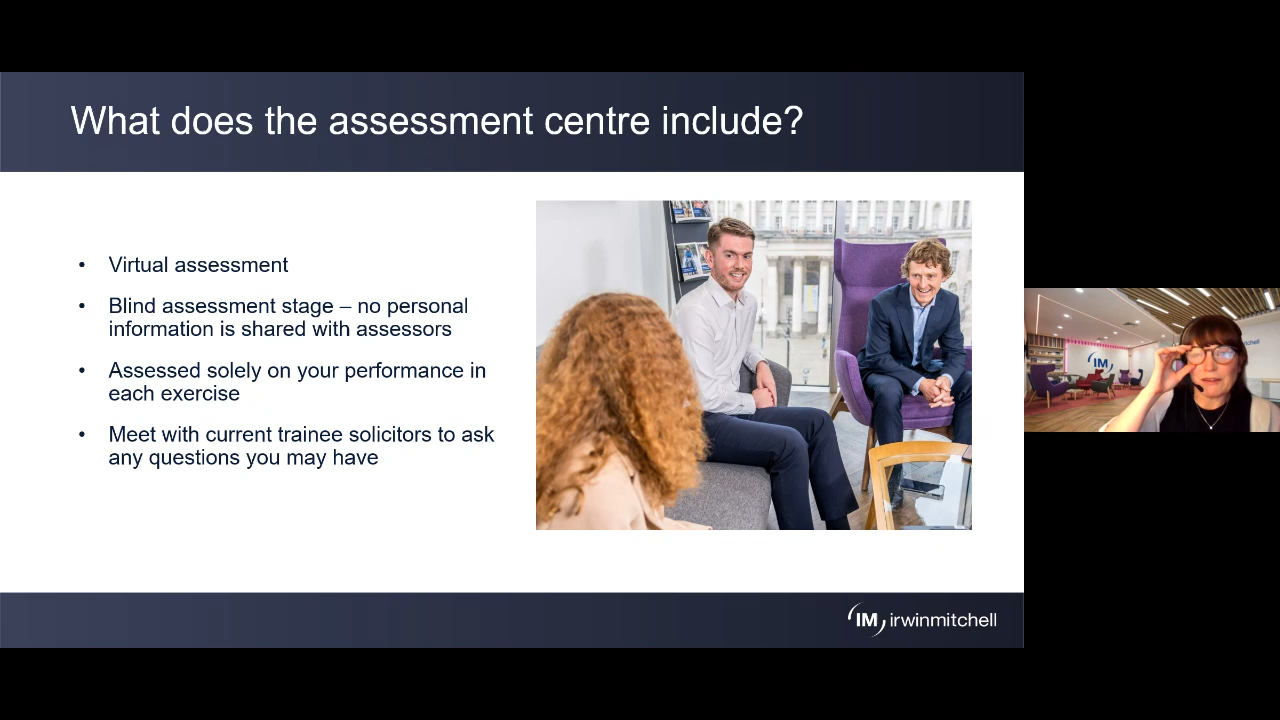 What does the assessment centre include?
• Virtual assessment
• Blind assessment stage – no personal
information is shared with assessors
• Assessed solely on your performance in
each exercise
• Meet with current trainee solicitors to ask
any questions you may have
IM
itchell
IM irwinmitchell